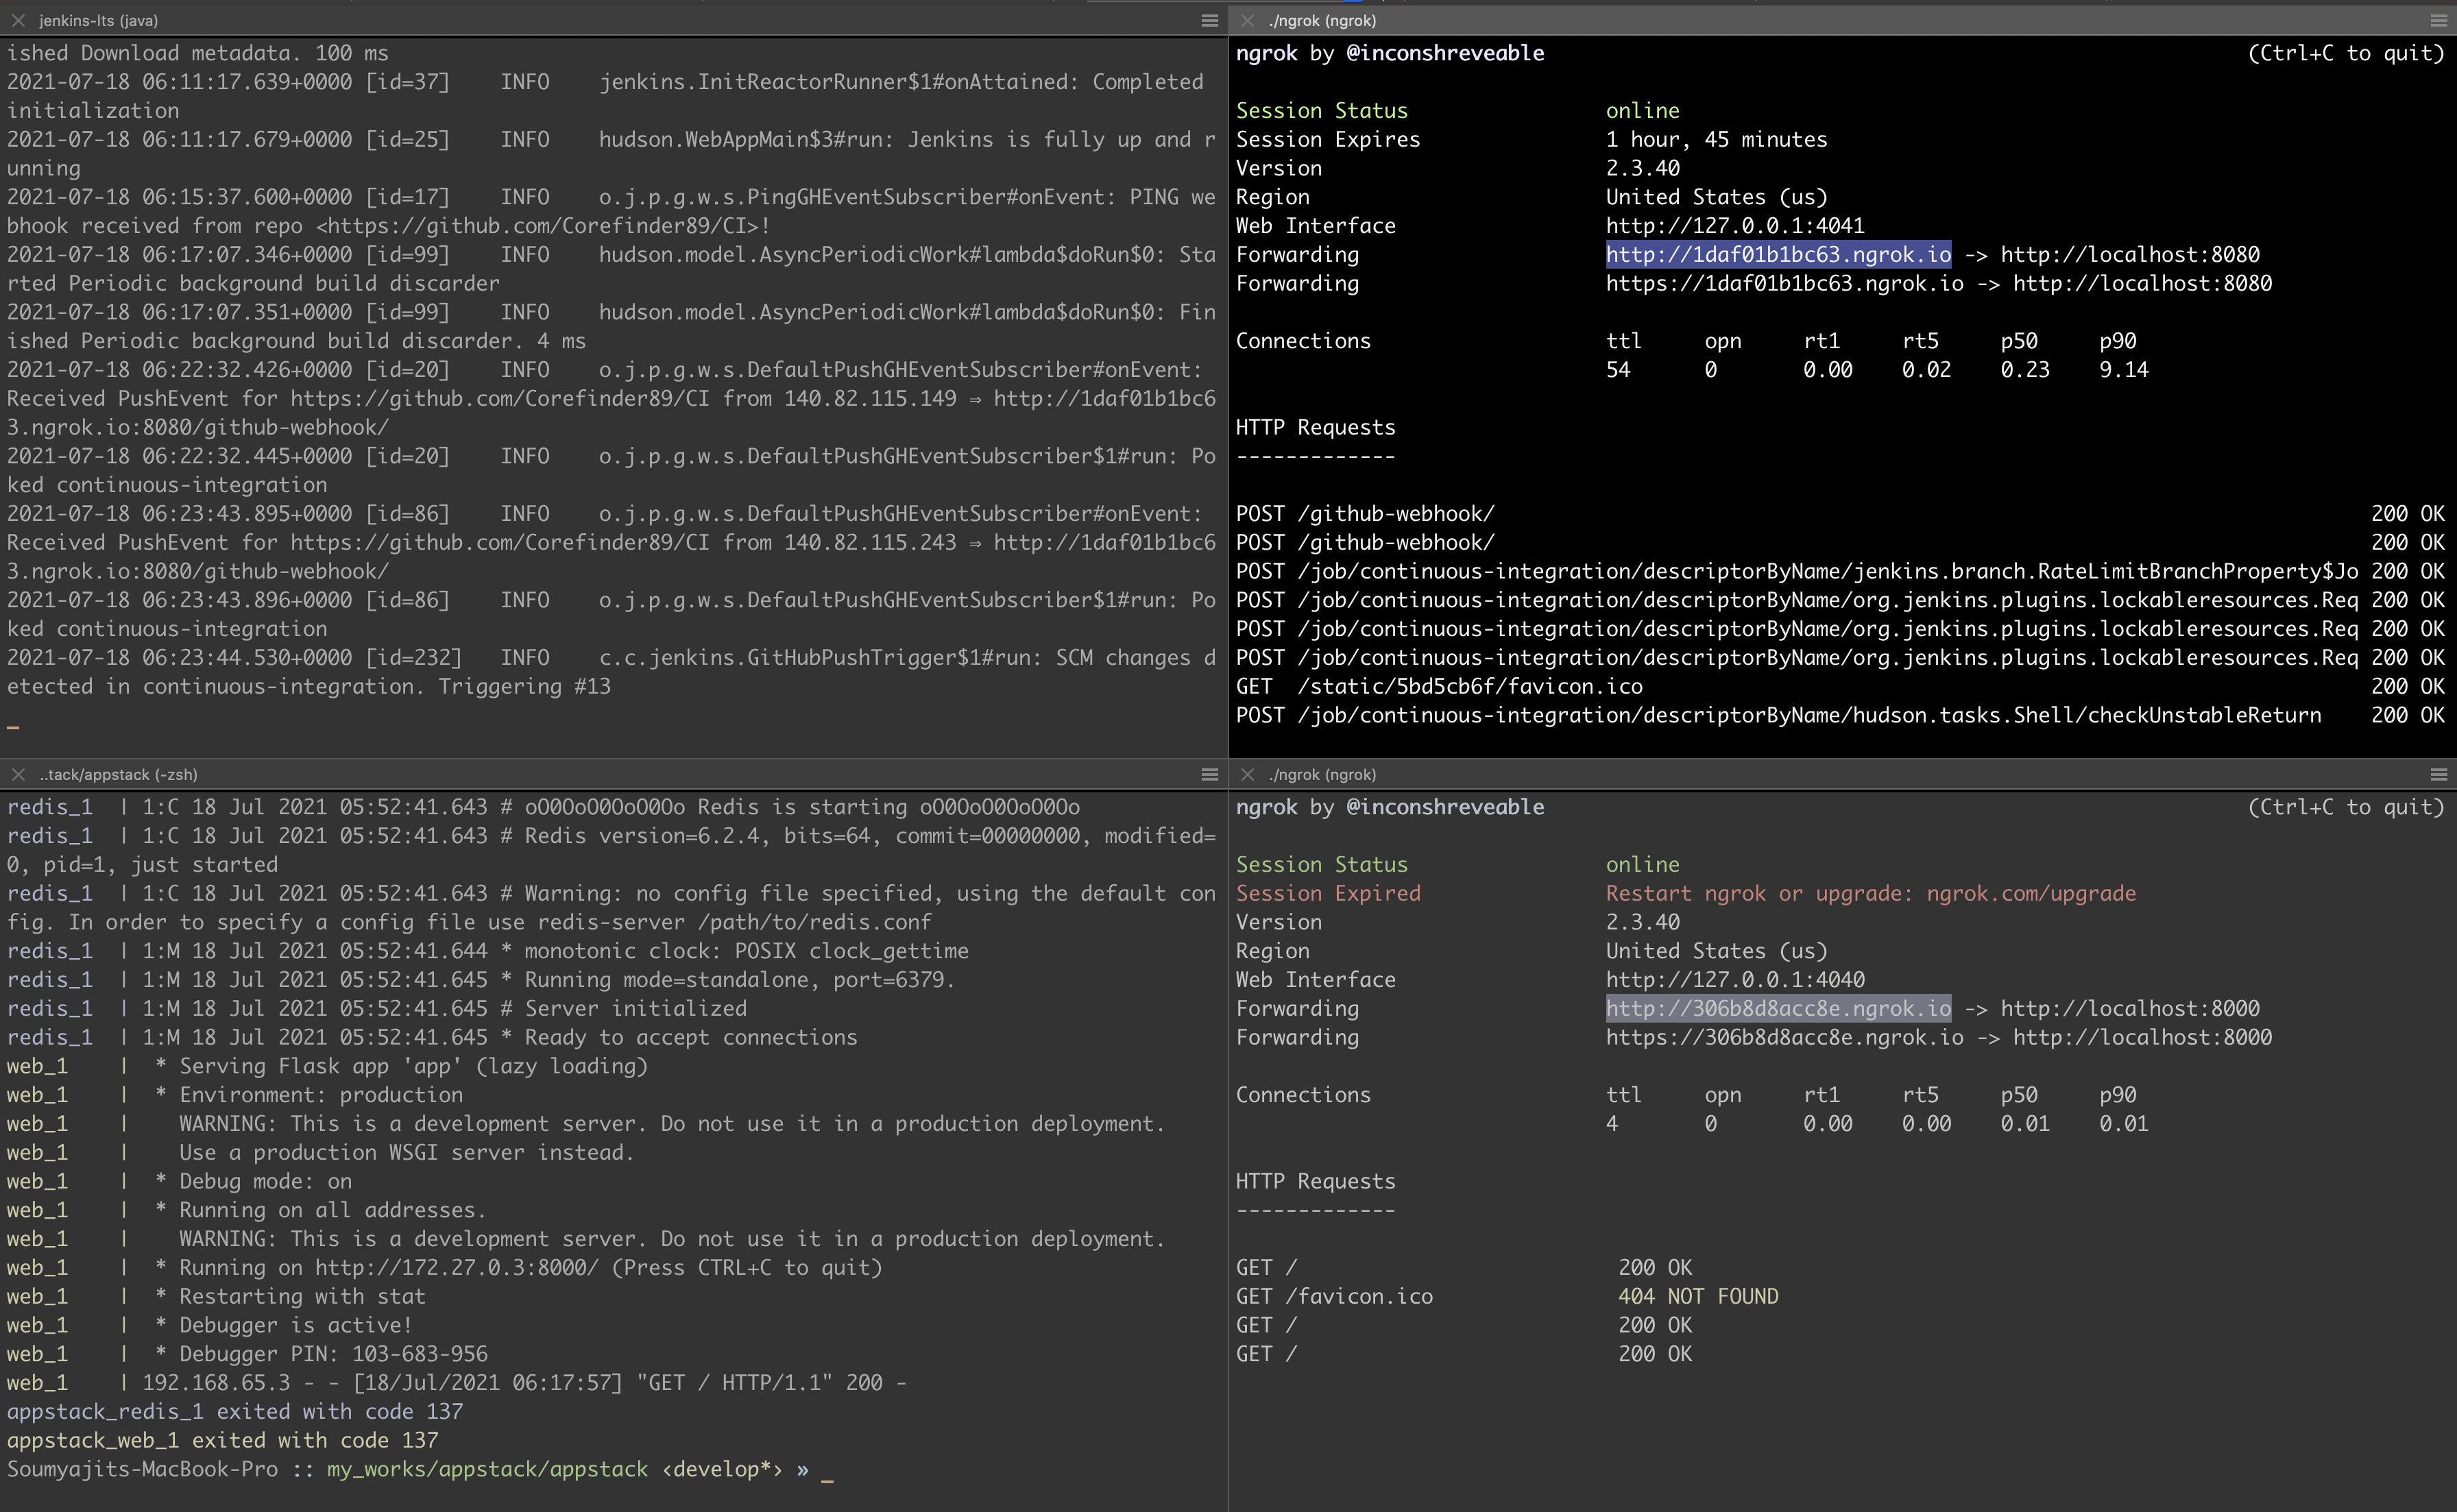 jenkins-lts (java)
ished Download metadata. 100 ms
2021-07-18 06:11:17.639+0000 [id=37]    INFO    jenkins.InitReactorRunner$1#onAttained: Completed
initialization
2021-07-18 06:11:17.679+0000 [id=25]    INFO    hudson.WebAppMain$3#run: Jenkins is fully up and r
unning
2021-07-18 06:15:37.600+0000 [id=17]    INFO    o.j.p.g.w.s.PingGHEventSubscriber#onEvent: PING we
bhook received from repo <https://github.com/Corefinder89/CI>!
2021-07-18 06:17:07.346+0000 [id=99]    INFO    hudson.model.AsyncPeriodicWork#lambda$doRun$0: Sta
rted Periodic background build discarder
2021-07-18 06:17:07.351+0000 [id=99]    INFO    hudson.model.AsyncPeriodicWork#lambda$doRun$0: Fin
ished Periodic background build discarder. 4 ms
2021-07-18 06:22:32.426+0000 [id=20]    INFO    o.j.p.g.w.s.DefaultPushGHEventSubscriber#onEvent:
Received PushEvent for https://github.com/Corefinder89/CI from 140.82.115.149 ⇒ http://1daf01b1bc6
3.ngrok.io:8080/github-webhook/
2021-07-18 06:22:32.445+0000 [id=20]    INFO    o.j.p.g.w.s.DefaultPushGHEventSubscriber$1#run: Po
ked continuous-integration
2021-07-18 06:23:43.895+0000 [id=86]    INFO    o.j.p.g.w.s.DefaultPushGHEventSubscriber#onEvent:
Received PushEvent for https://github.com/Corefinder89/CI from 140.82.115.243 ⇒ http://1daf01b1bc6
3.ngrok.io:8080/github-webhook/
2021-07-18 06:23:43.896+0000 [id=86]    INFO    o.j.p.g.w.s.DefaultPushGHEventSubscriber$1#run: Po
ked continuous-integration
2021-07-18 06:23:44.530+0000 [id=232]   INFO    c.c.jenkins.GitHubPushTrigger$1#run: SCM changes d
etected in continuous-integration. Triggering #13
./ngrok (ngrok)
ngrok by @inconshreveable (Ctrl+C to quit)
Session Status online
Session Expires 1 hour, 45 minutes
Version 2.3.40
Region United States (us)
Web Interface http://127.0.0.1:4041
Forwarding http://1daf01b1bc63.ngrok.io -> http://localhost:8080
Forwarding https://1daf01b1bc63.ngrok.io -> http://localhost:8080
Connections ttl opn rt1 rt5 p50 p90
54 0 0.00 0.02 0.23 9.14
HTTP Requests
-------------
POST /github-webhook/ 200 OK
POST /github-webhook/ 200 OK
POST /job/continuous-integration/descriptorByName/jenkins.branch.RateLimitBranchProperty$Jo 200 OK
POST /job/continuous-integration/descriptorByName/org.jenkins.plugins.lockableresources.Req 200 OK
POST /job/continuous-integration/descriptorByName/org.jenkins.plugins.lockableresources.Req 200 OK
POST /job/continuous-integration/descriptorByName/org.jenkins.plugins.lockableresources.Req 200 OK
GET  /static/5bd5cb6f/favicon.ico 200 OK
POST /job/continuous-integration/descriptorByName/hudson.tasks.Shell/checkUnstableReturn 200 OK
..tack/appstack (-zsh)
redis_1  | 1:C 18 Jul 2021 05:52:41.643 # oO0OoO0OoO0Oo Redis is starting oO0OoO0OoO0Oo
redis_1  | 1:C 18 Jul 2021 05:52:41.643 # Redis version=6.2.4, bits=64, commit=00000000, modified=
0, pid=1, just started
redis_1  | 1:C 18 Jul 2021 05:52:41.643 # Warning: no config file specified, using the default con
fig. In order to specify a config file use redis-server /path/to/redis.conf
redis_1  | 1:M 18 Jul 2021 05:52:41.644 * monotonic clock: POSIX clock_gettime
redis_1  | 1:M 18 Jul 2021 05:52:41.645 * Running mode=standalone, port=6379.
redis_1  | 1:M 18 Jul 2021 05:52:41.645 # Server initialized
redis_1  | 1:M 18 Jul 2021 05:52:41.645 * Ready to accept connections
web_1    |  * Serving Flask app 'app' (lazy loading)
web_1    |  * Environment: production
web_1    |    WARNING: This is a development server. Do not use it in a production deployment.
web_1    |    Use a production WSGI server instead.
web_1    |  * Debug mode: on
web_1    |  * Running on all addresses.
web_1    |    WARNING: This is a development server. Do not use it in a production deployment.
web_1    |  * Running on http://172.27.0.3:8000/ (Press CTRL+C to quit)
web_1    |  * Restarting with stat
web_1    |  * Debugger is active!
web_1    |  * Debugger PIN: 103-683-956
web_1    | 192.168.65.3 - - [18/Jul/2021 06:17:57] "GET / HTTP/1.1" 200 -
appstack_redis_1 exited with code 137
appstack_web_1 exited with code 137
Soumyajits-MacBook-Pro :: my_works/appstack/appstack ‹develop*› »
./ngrok (ngrok)
ngrok by @inconshreveable (Ctrl+C to quit)
Session Status online
Session Expired Restart ngrok or upgrade: ngrok.com/upgrade
Version 2.3.40
Region United States (us)
Web Interface http://127.0.0.1:4040
Forwarding http://306b8d8acc8e.ngrok.io -> http://localhost:8000
Forwarding https://306b8d8acc8e.ngrok.io -> http://localhost:8000
Connections ttl opn rt1 rt5 p50 p90
4 0 0.00 0.00 0.01 0.01
HTTP Requests
-------------
GET / 200 OK
GET /favicon.ico 404 NOT FOUND
GET / 200 OK
GET / 200 OK